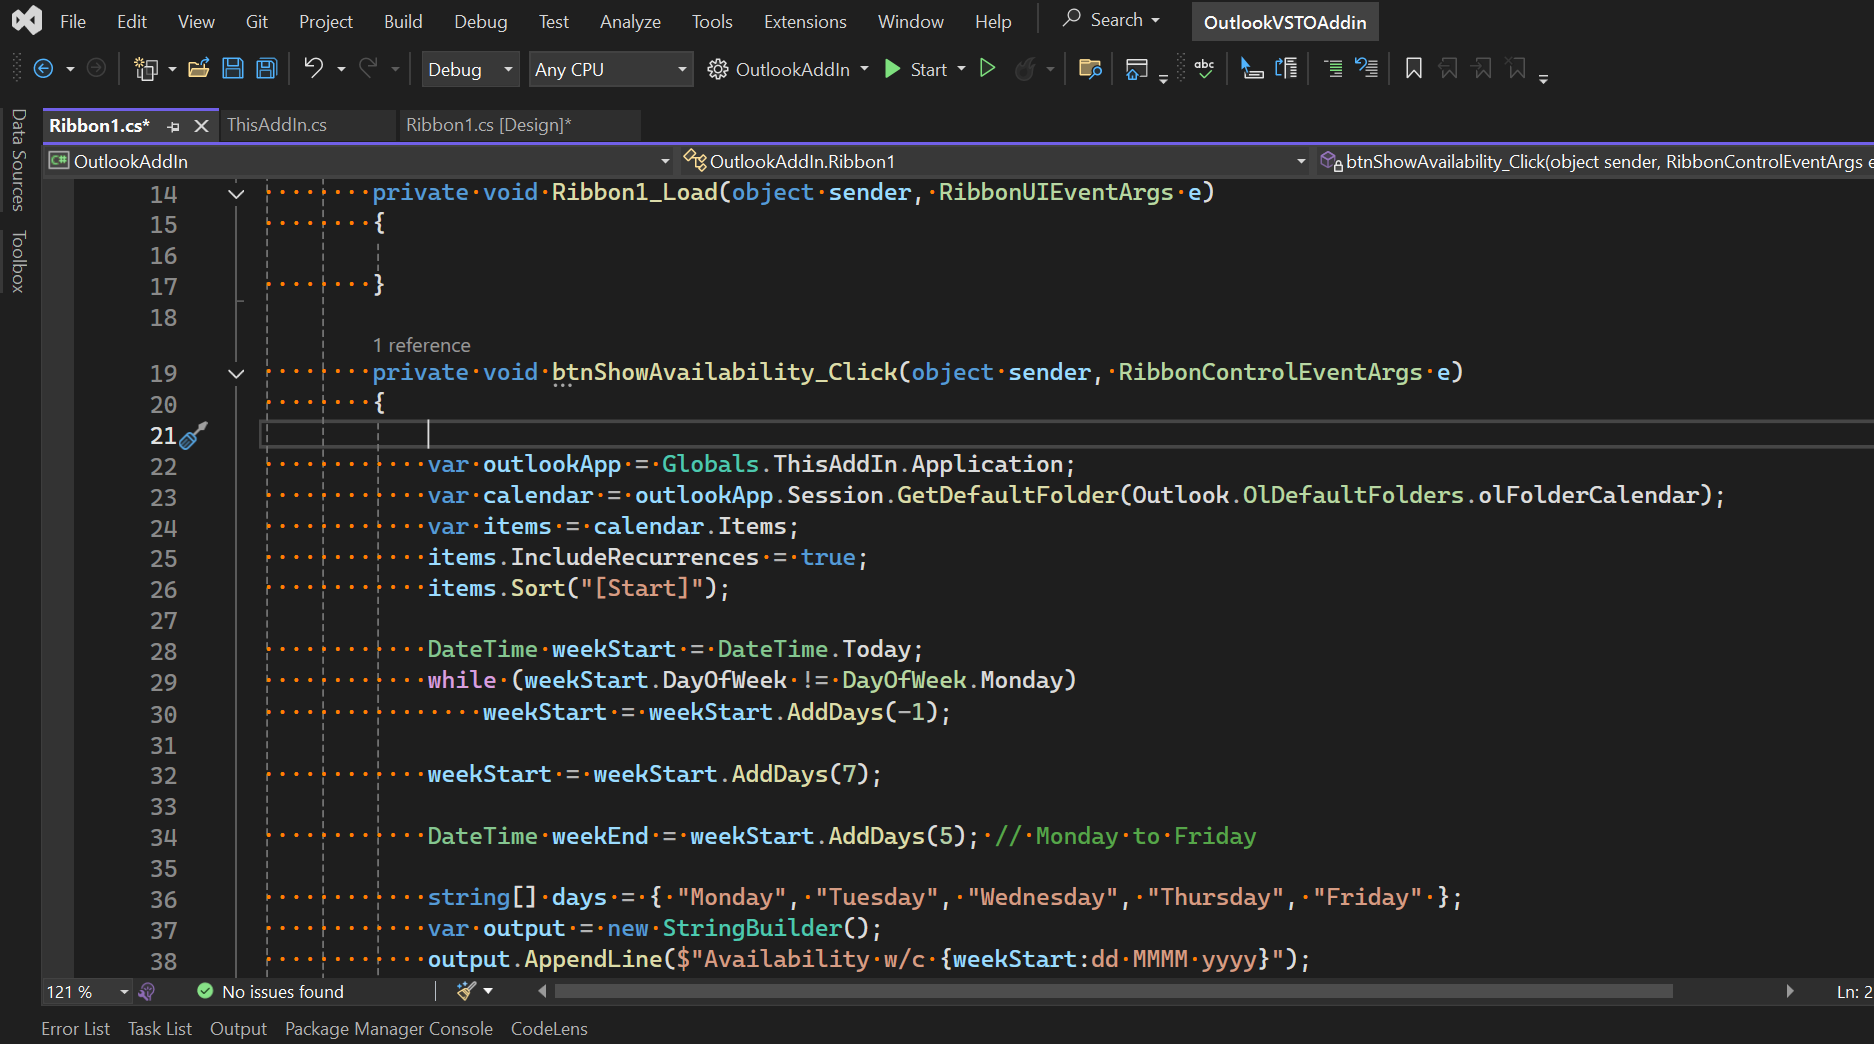 File Edit View Git Project Build Debug Test Analyze Tools Extensions Window Help Search OutlookVSTOAddin
Debug Any CPU OutlookAddIn Start abc
Data Sources
Toolbox
Ribbon1.cs* ThisAddIn.cs Ribbon1.cs [Design]*
C# OutlookAddIn OutlookAddIn.Ribbon1 btnShowAvailability_Click(object sender, RibbonControlEventArgs e
14 private void Ribbon1_Load(object sender, RibbonUIEventArgs e)
15 {
16
17 }
18
1 reference
19 private void btnShowAvailability_Click(object sender, RibbonControlEventArgs e)
20 {
21
22 var outlookApp = Globals.ThisAddIn.Application;
23 var calendar = outlookApp.Session.GetDefaultFolder(Outlook.OlDefaultFolders.olFolderCalendar);
24 var items = calendar.Items;
25 items.IncludeRecurrences = true;
26 items.Sort("[Start]");
27
28 DateTime weekStart = DateTime.Today;
29 while (weekStart.DayOfWeek != DayOfWeek.Monday)
30 weekStart = weekStart.AddDays(-1);
31
32 weekStart = weekStart.AddDays(7);
33
34 DateTime weekEnd = weekStart.AddDays(5); // Monday to Friday
35
36 string[] days = { "Monday", "Tuesday", "Wednesday", "Thursday", "Friday" };
37 var output = new StringBuilder();
38 output.AppendLine($"Availability w/c {weekStart:dd MMMM yyyy}");
121 % No issues found Ln: 2
Error List Task List Output Package Manager Console CodeLens